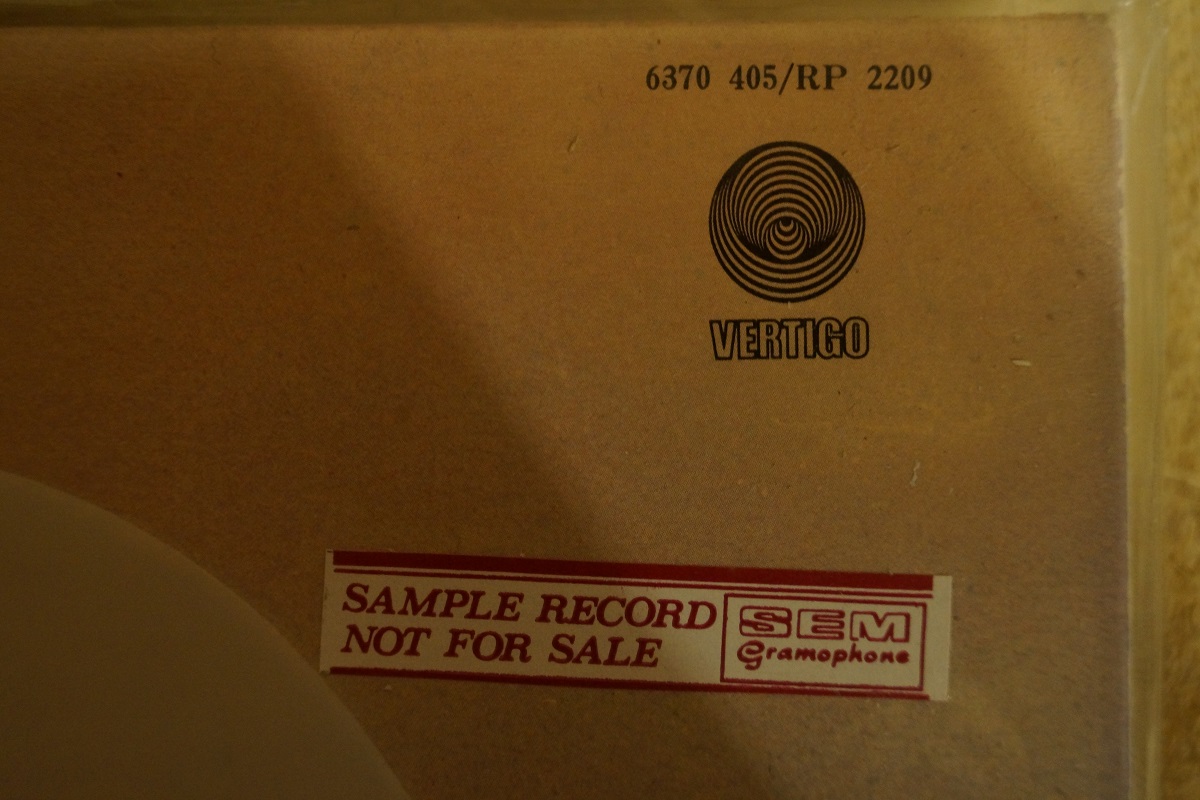 6370 405/RP 2209
VERTIGO
SAMPLE RECORD
NOT FOR SALE
SEM
Gramophone